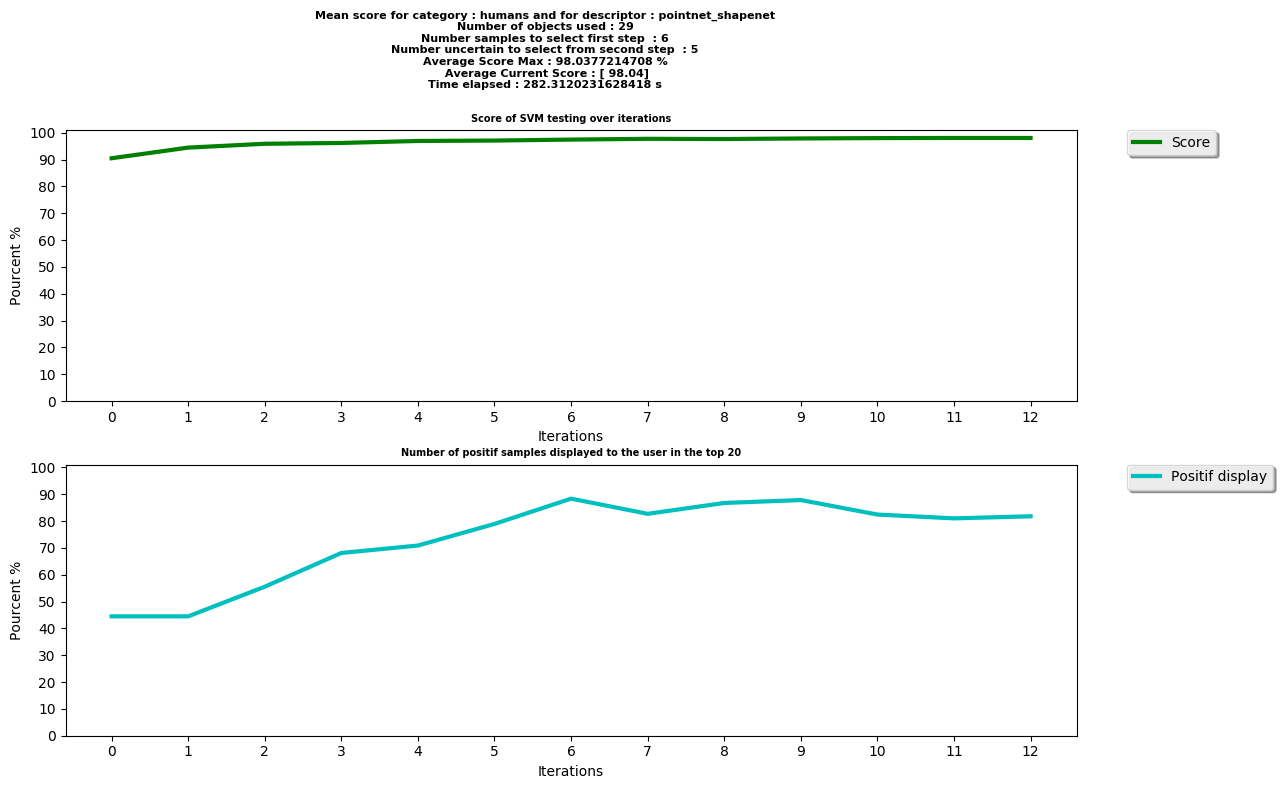 Mean score for category : humans and for descriptor : pointnet_shapenet
Number of objects used : 29
Number samples to select first step  : 6
Number uncertain to select from second step  : 5
Average Score Max : 98.0377214708 %
Average Current Score : [ 98.04]
Time elapsed : 282.3120231628418 s
Score of SVM testing over iterations
100
90
80
70
60
50
40
30
20
10
0
Pourcent %
0 1 2 3 4 5 6 7 8 9 10 11 12
Iterations
Score
Number of positif samples displayed to the user in the top 20
100
90
80
70
60
50
40
30
20
10
0
Pourcent %
0 1 2 3 4 5 6 7 8 9 10 11 12
Iterations
Positif display